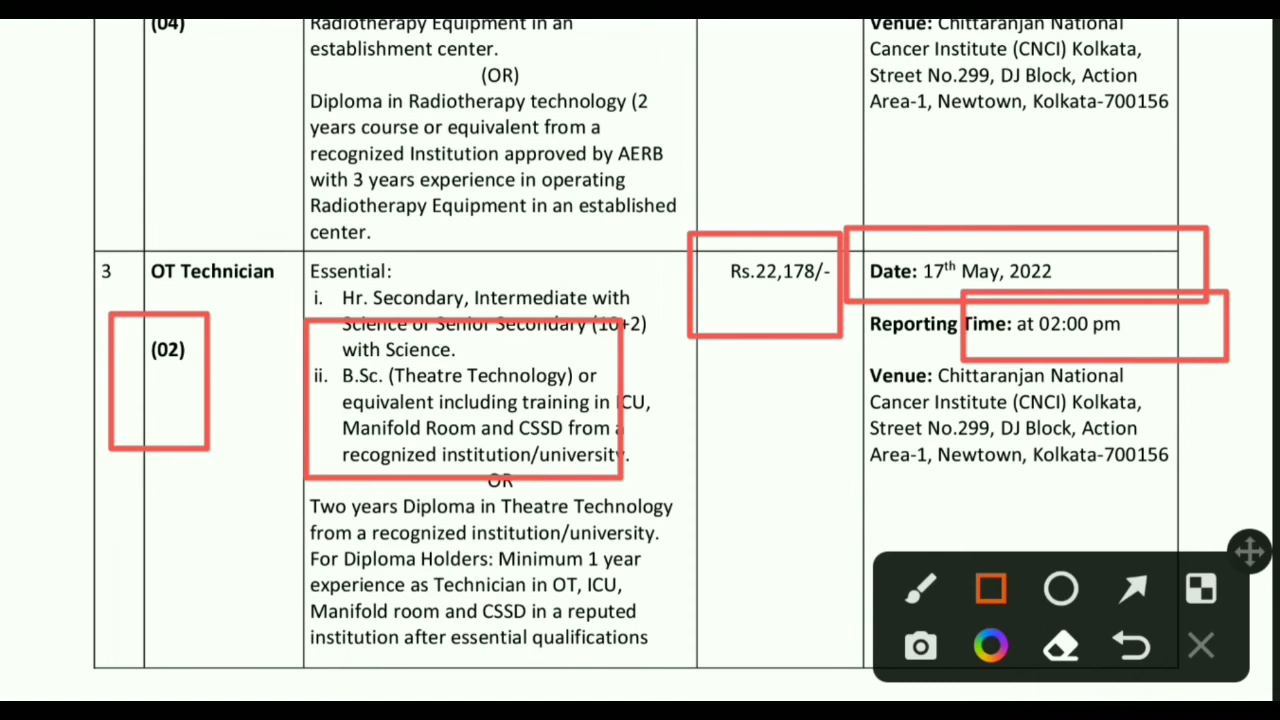 (04)
Radiotherapy Equipment in an
establishment center.
(OR)
Diploma in Radiotherapy technology (2
years course or equivalent from a
recognized Institution approved by AERB
with 3 years experience in operating
Radiotherapy Equipment in an established
center.
Venue: Chittaranjan National
Cancer Institute (CNCI) Kolkata,
Street No.299, DJ Block, Action
Area-1, Newtown, Kolkata-700156
3
OT Technician
(02)
Essential:
i. Hr. Secondary, Intermediate with
Science or Senior Secondary (10+2)
with Science.
ii. B.Sc. (Theatre Technology) or
equivalent including training in ICU,
Manifold Room and CSSD from a
recognized institution/university.
OR
Two years Diploma in Theatre Technology
from a recognized institution/university.
For Diploma Holders: Minimum 1 year
experience as Technician in OT, ICU,
Manifold room and CSSD in a reputed
institution after essential qualifications
Rs.22,178/-
Date: 17th May, 2022
Reporting Time: at 02:00 pm
Venue: Chittaranjan National
Cancer Institute (CNCI) Kolkata,
Street No.299, DJ Block, Action
Area-1, Newtown, Kolkata-700156